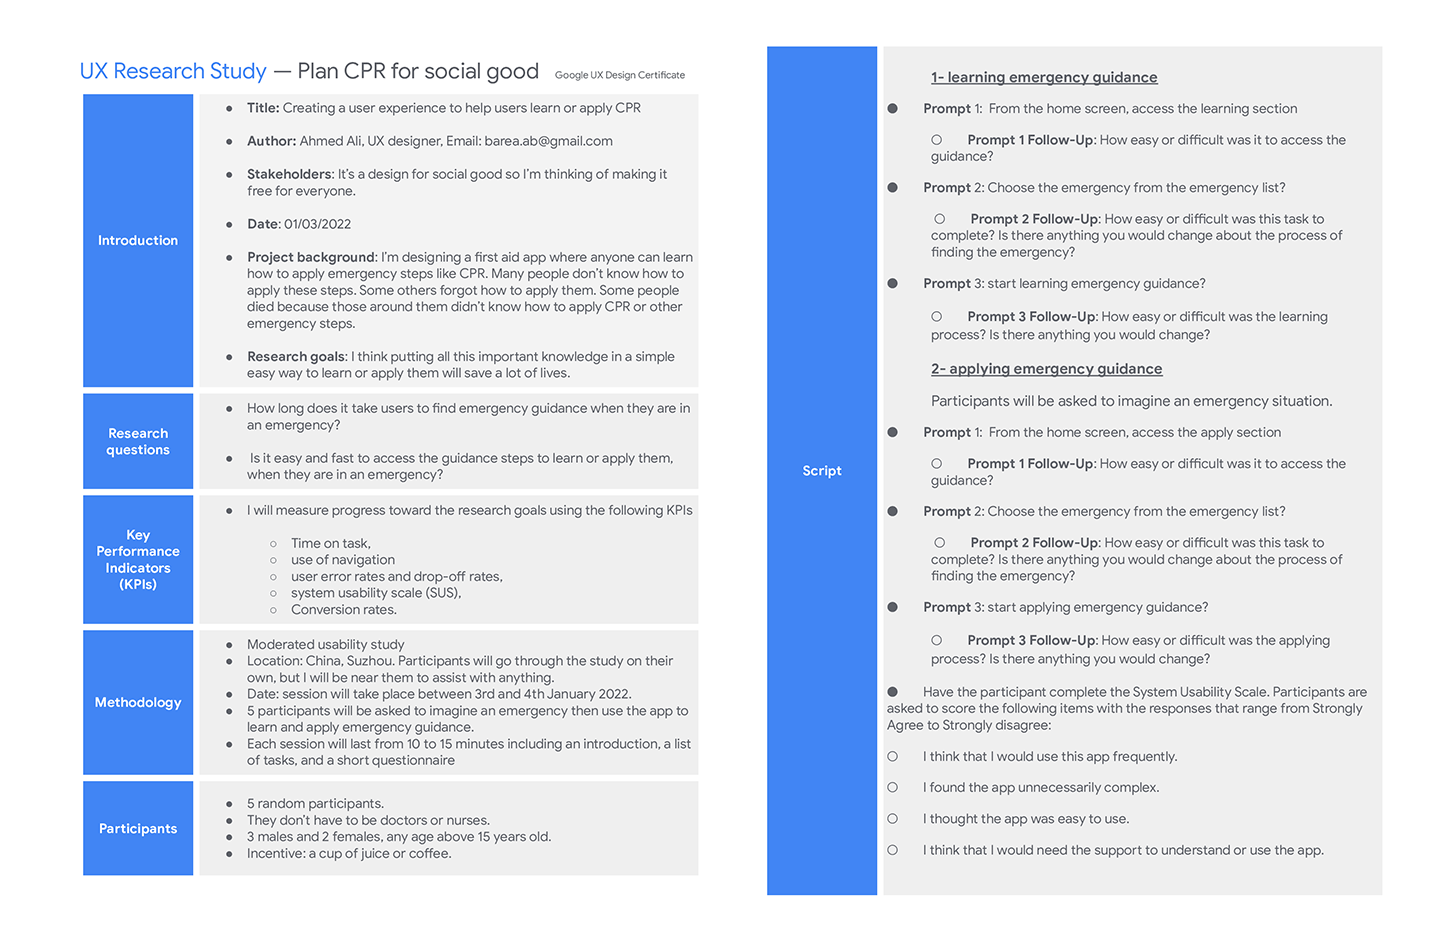 UX Research Study — Plan CPR for social good Google UX Design Certificate
Introduction
● Title: Creating a user experience to help users learn or apply CPR
● Author: Ahmed Ali, UX designer, Email: barea.ab@gmail.com
● Stakeholders: It's a design for social good so I'm thinking of making it
free for everyone.
● Date: 01/03/2022
● Project background: I'm designing a first aid app where anyone can learn
how to apply emergency steps like CPR. Many people don't know how to
apply these steps. Some others forgot how to apply them. Some people
died because those around them didn't know how to apply CPR or other
emergency steps.
● Research goals: I think putting all this important knowledge in a simple
easy way to learn or apply them will save a lot of lives.
Research
questions
● How long does it take users to find emergency guidance when they are in
an emergency?
● Is it easy and fast to access the guidance steps to learn or apply them,
when they are in an emergency?
Key
Performance
Indicators
(KPIs)
● I will measure progress toward the research goals using the following KPIs
○ Time on task,
○ use of navigation
○ user error rates and drop-off rates,
○ system usability scale (SUS),
○ Conversion rates.
Methodology
● Moderated usability study
● Location: China, Suzhou. Participants will go through the study on their
own, but I will be near them to assist with anything.
● Date: session will take place between 3rd and 4th January 2022.
● 5 participants will be asked to imagine an emergency then use the app to
learn and apply emergency guidance.
● Each session will last from 10 to 15 minutes including an introduction, a list
of tasks, and a short questionnaire
Participants
● 5 random participants.
● They don't have to be doctors or nurses.
● 3 males and 2 females, any age above 15 years old.
● Incentive: a cup of juice or coffee.
Script
1- learning emergency guidance
● Prompt 1: From the home screen, access the learning section
○ Prompt 1 Follow-Up: How easy or difficult was it to access the
guidance?
● Prompt 2: Choose the emergency from the emergency list?
○ Prompt 2 Follow-Up: How easy or difficult was this task to
complete? Is there anything you would change about the process of
finding the emergency?
● Prompt 3: start learning emergency guidance?
○ Prompt 3 Follow-Up: How easy or difficult was the learning
process? Is there anything you would change?
2- applying emergency guidance
Participants will be asked to imagine an emergency situation.
● Prompt 1: From the home screen, access the apply section
○ Prompt 1 Follow-Up: How easy or difficult was it to access the
guidance?
● Prompt 2: Choose the emergency from the emergency list?
○ Prompt 2 Follow-Up: How easy or difficult was this task to
complete? Is there anything you would change about the process of
finding the emergency?
● Prompt 3: start applying emergency guidance?
○ Prompt 3 Follow-Up: How easy or difficult was the applying
process? Is there anything you would change?
● Have the participant complete the System Usability Scale. Participants are
asked to score the following items with the responses that range from Strongly
Agree to Strongly disagree:
○ I think that I would use this app frequently.
○ I found the app unnecessarily complex.
○ I thought the app was easy to use.
○ I think that I would need the support to understand or use the app.